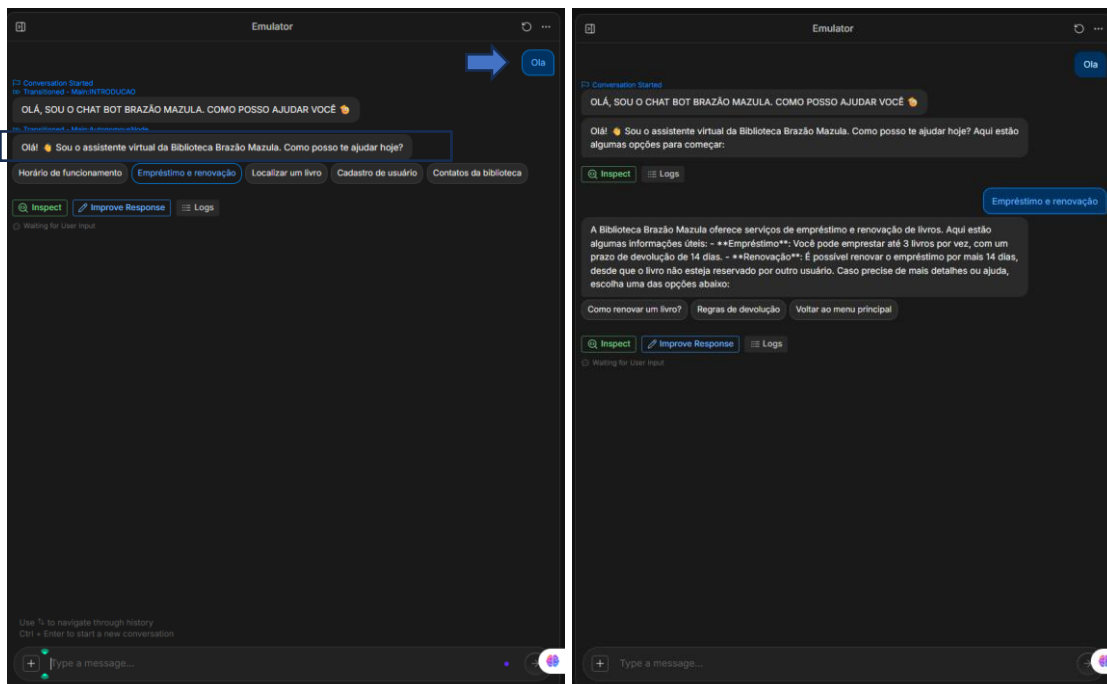 Emulator
Ola
Conversation Started
Transitioned - Main:INTRODUCAO
OLÁ, SOU O CHAT BOT BRAZÃO MAZULA. COMO POSSO AJUDAR VOCÊ
Transitioned - Main:AutonomousNode
Olá! 👋 Sou o assistente virtual da Biblioteca Brazão Mazula. Como posso te ajudar hoje?
Horário de funcionamento
Empréstimo e renovação
Localizar um livro
Cadastro de usuário
Contatos da biblioteca
Inspect
Improve Response
Logs
Waiting for User Input
Use ↑↓ to navigate through history
Ctrl + Enter to start a new conversation
Type a message...
Emulator
Ola
Conversation Started
OLÁ, SOU O CHAT BOT BRAZÃO MAZULA. COMO POSSO AJUDAR VOCÊ
Olá! 👋 Sou o assistente virtual da Biblioteca Brazão Mazula. Como posso te ajudar hoje? Aqui estão
algumas opções para começar:
Inspect
Logs
Empréstimo e renovação
A Biblioteca Brazão Mazula oferece serviços de empréstimo e renovação de livros. Aqui estão
algumas informações úteis: - **Empréstimo**: Você pode emprestar até 3 livros por vez, com um
prazo de devolução de 14 dias. - **Renovação**: É possível renovar o empréstimo por mais 14 dias,
desde que o livro não esteja reservado por outro usuário. Caso precise de mais detalhes ou ajuda,
escolha uma das opções abaixo:
Como renovar um livro?
Regras de devolução
Voltar ao menu principal
Inspect
Improve Response
Logs
Waiting for User Input
Type a message...